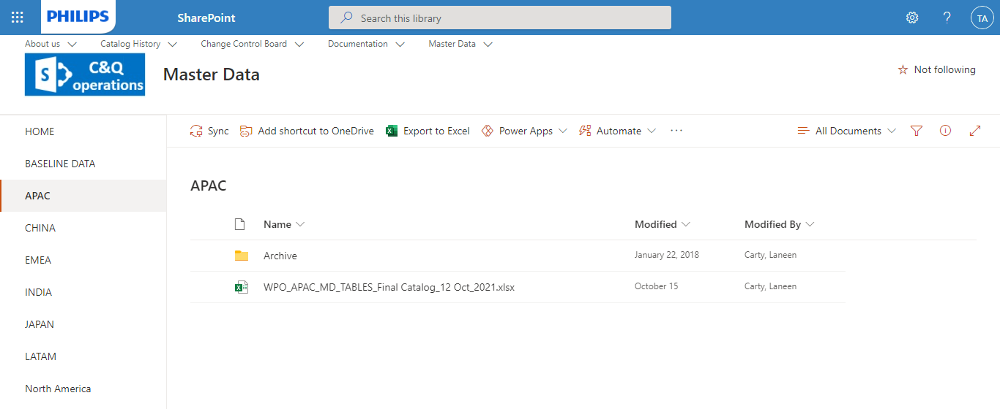 PHILIPS
SharePoint
Search this library
?
TA
About us
Catalog History
Change Control Board
Documentation
Master Data
S
C&Q
operations
Master Data
Not following
HOME
BASELINE DATA
APAC
CHINA
EMEA
INDIA
JAPAN
LATAM
North America
Sync
Add shortcut to OneDrive
Export to Excel
Power Apps
Automate
...
All Documents
APAC
Name
Modified
Modified By
Archive
January 22, 2018
Carty, Laneen
WPO_APAC_MD_TABLES_Final Catalog_12 Oct_2021.xlsx
October 15
Carty, Laneen